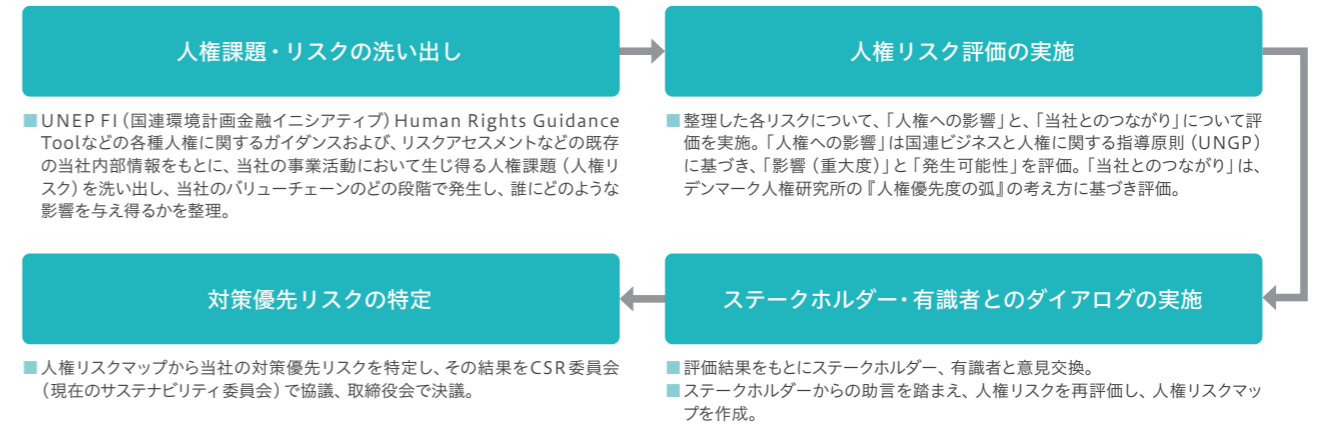 人権課題・リスクの洗い出し
■UNEP FI（国連環境計画金融イニシアティブ）Human Rights Guidance
Toolなどの各種人権に関するガイダンスおよび、リスクアセスメントなどの既存
の当社内部情報をもとに、当社の事業活動において生じ得る人権課題（人権リ
スク）を洗い出し、当社のバリューチェーンのどの段階で発生し、誰にどのような
影響を与え得るかを整理。
人権リスク評価の実施
■整理した各リスクについて、「人権への影響」と、「当社とのつながり」について評
価を実施。「人権への影響」は国連ビジネスと人権に関する指導原則（UNGP）
に基づき、「影響（重大度）」と「発生可能性」を評価。「当社とのつながり」は、
デンマーク人権研究所の『人権優先度の弧』の考え方に基づき評価。
ステークホルダー・有識者とのダイアログの実施
■評価結果をもとにステークホルダー、有識者と意見交換。
■ステークホルダーからの助言を踏まえ、人権リスクを再評価し、人権リスクマッ
プを作成。
対策優先リスクの特定
■人権リスクマップから当社の対策優先リスクを特定し、その結果をCSR委員会
（現在のサステナビリティ委員会）で協議、取締役会で決議。